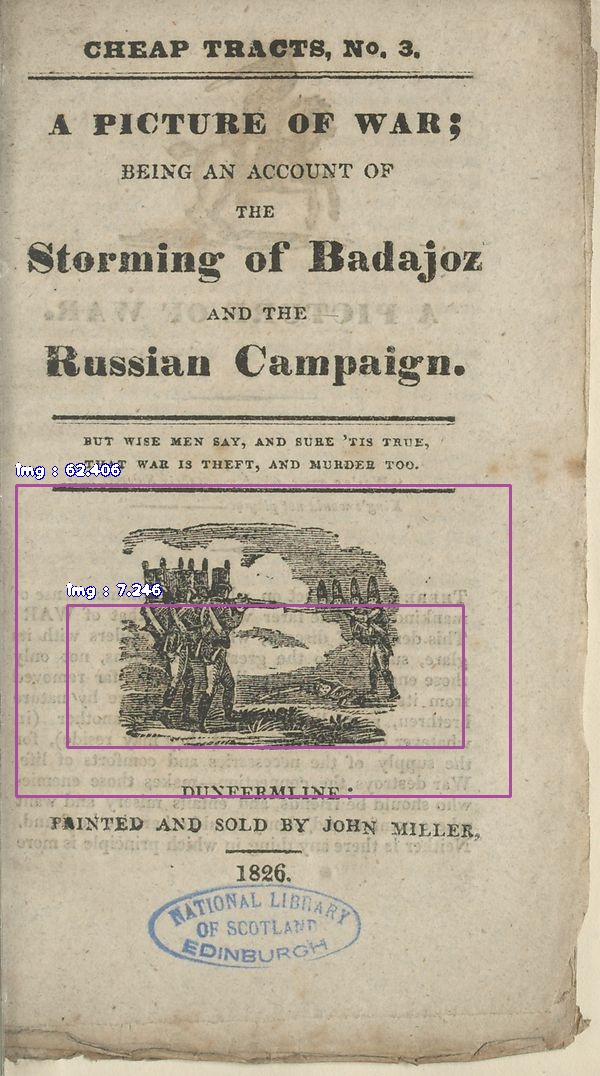 CHEAP TRACTS, No. 3.
A PICTURE OF WAR;
BEING AN ACCOUNT OF
THE
Storming of Badajoz
AND THE
Russian Campaign.
BUT WISE MEN SAY, AND SURE 'TIS TRUE,
THAT WAR IS THEFT, AND MURDER TOO.
img : 62.406
img : 7.246
DUNFERMLINE:
PRINTED AND SOLD BY JOHN MILLER,
1826.
NATIONAL LIBRARY
OF SCOTLAND
EDINBURGH